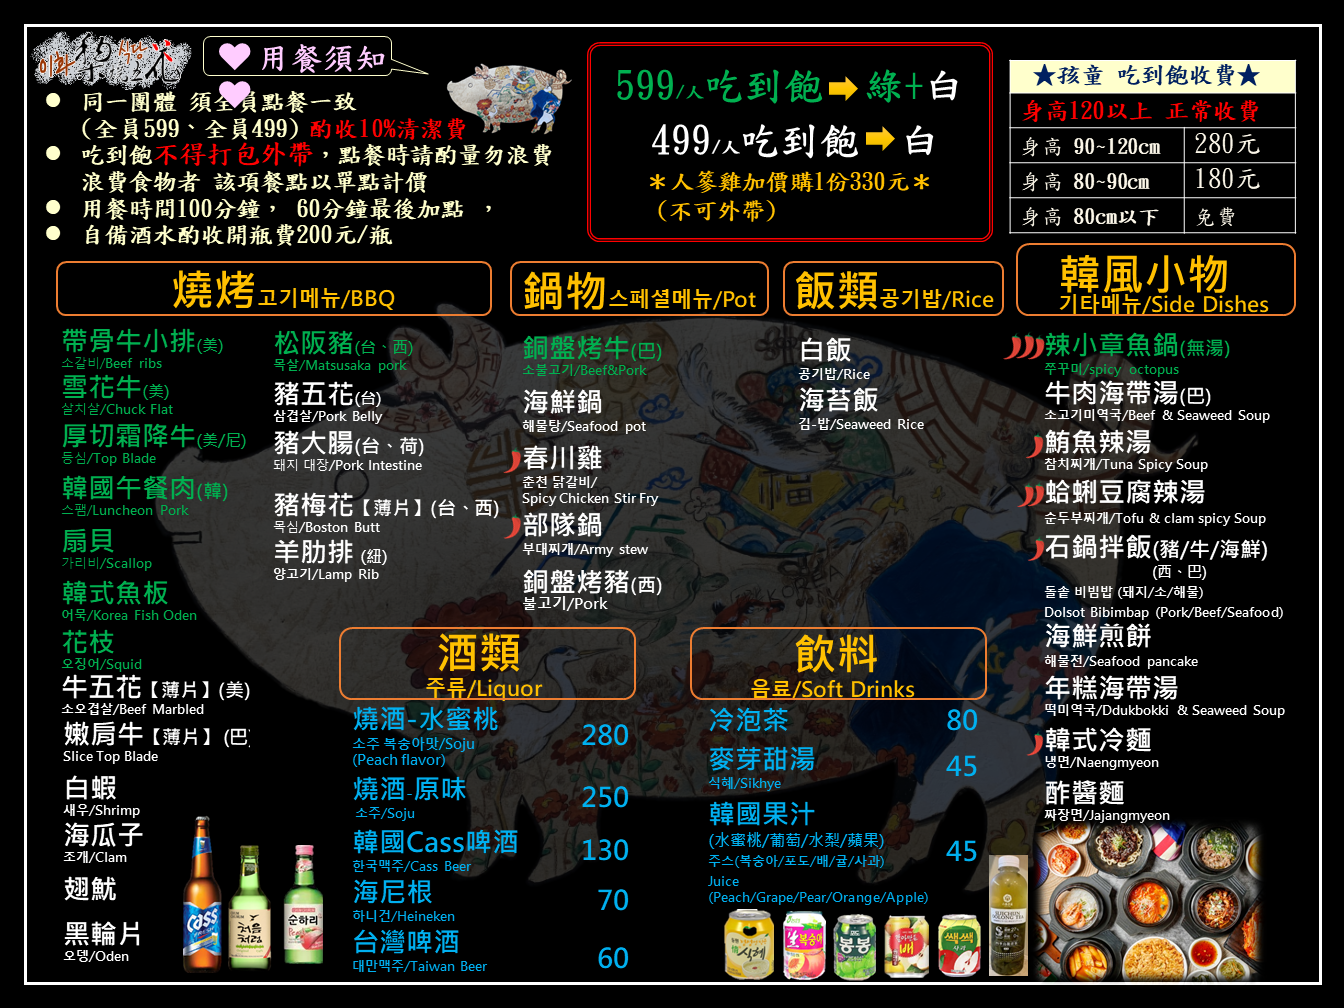 이화 梨花 식당
用餐須知
同一團體 須全員點餐一致
(全員599、全員499) 酌收10%清潔費
吃到飽不得打包外帶，點餐時請酌量勿浪費
浪費食物者 該項餐點以單點計價
用餐時間100分鐘， 60分鐘最後加點 ，
自備酒水酌收開瓶費200元/瓶
599/人吃到飽 綠+白
499/人吃到飽 白
＊人蔘雞加價購1份330元＊
（不可外帶）
★孩童 吃到飽收費★
身高120以上 正常收費
身高 90~120cm 280元
身高 80~90cm 180元
身高 80cm以下 免費
燒烤고기메뉴/BBQ
帶骨牛小排(美)
소갈비/Beef ribs
雪花牛(美)
살치살/Chuck Flat
厚切霜降牛(美/尼)
등심/Top Blade
韓國午餐肉(韓)
스팸/Luncheon Pork
扇貝
가리비/Scallop
韓式魚板
어묵/Korea Fish Oden
花枝
오징어/Squid
牛五花【薄片】(美)
소오겹살/Beef Marbled
嫩肩牛【薄片】(巴)
Slice Top Blade
白蝦
새우/Shrimp
海瓜子
조개/Clam
翅魷
黑輪片
오뎅/Oden
松阪豬(台、西)
목살/Matsusaka pork
豬五花(台)
삼겹살/Pork Belly
豬大腸(台、荷)
돼지 대장/Pork Intestine
豬梅花【薄片】(台、西)
목심/Boston Butt
羊肋排 (紐)
양고기/Lamp Rib
鍋物스페셜메뉴/Pot
銅盤烤牛(巴)
소불고기/Beef&Pork
海鮮鍋
해물탕/Seafood pot
春川雞
춘천 닭갈비/
Spicy Chicken Stir Fry
部隊鍋
부대찌개/Army stew
銅盤烤豬(西)
불고기/Pork
飯類공기밥/Rice
白飯
공기밥/Rice
海苔飯
김-밥/Seaweed Rice
韓風小物
기타메뉴/Side Dishes
辣小章魚鍋(無湯)
쭈꾸미/spicy octopus
牛肉海帶湯(巴)
소고기미역국/Beef & Seaweed Soup
鮪魚辣湯
참치찌개/Tuna Spicy Soup
蛤蜊豆腐辣湯
순두부찌개/Tofu & clam spicy Soup
石鍋拌飯(豬/牛/海鮮)
(西、巴)
돌솥 비빔밥 (돼지/소/해물)
Dolsot Bibimbap (Pork/Beef/Seafood)
海鮮煎餅
해물전/Seafood pancake
年糕海帶湯
떡미역국/Ddukbokki & Seaweed Soup
韓式冷麵
냉면/Naengmyeon
酢醬麵
짜장면/Jajangmyeon
酒類
주류/Liquor
燒酒-水蜜桃 280
소주 복숭아맛/Soju
(Peach flavor)
燒酒-原味 250
소주/Soju
韓國Cass啤酒 130
한국맥주/Cass Beer
海尼根 70
하니건/Heineken
台灣啤酒 60
대만맥주/Taiwan Beer
飲料
음료/Soft Drinks
冷泡茶 80
麥芽甜湯 45
식혜/Sikhye
韓國果汁
(水蜜桃/葡萄/水梨/蘋果)
주스(복숭아/포도/배/귤/사과) 45
Juice
(Peach/Grape/Pear/Orange/Apple)
Cass
처음처럼
순하리
Peach
식혜
생복숭아
봉봉
배
쌕쌕